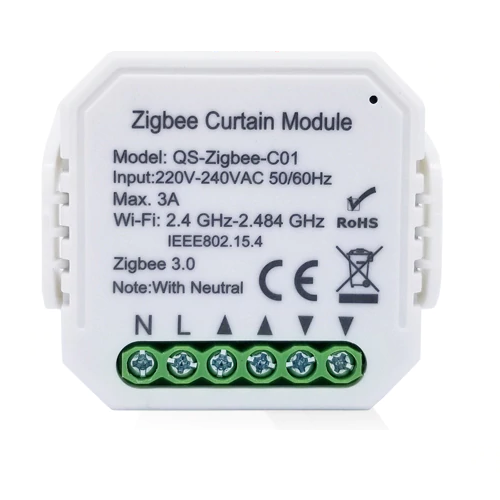 Zigbee Curtain Module
Model: QS-Zigbee-C01
Input:220V-240VAC 50/60Hz
Max. 3A
Wi-Fi: 2.4 GHz-2.484 GHz
IEEE802.15.4
RoHS
Zigbee 3.0
CE
Note:With Neutral
N L ▲ ▲ ▼ ▼